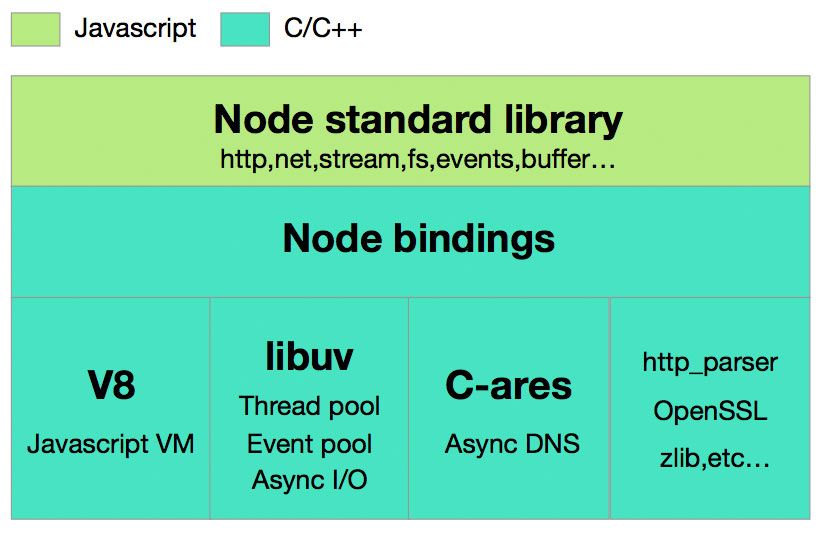 Javascript C/C++
Node standard library
http,net,stream,fs,events,buffer…
Node bindings
V8
Javascript VM
libuv
Thread pool
Event pool
Async I/O
C-ares
Async DNS
http_parser
OpenSSL
zlib,etc…